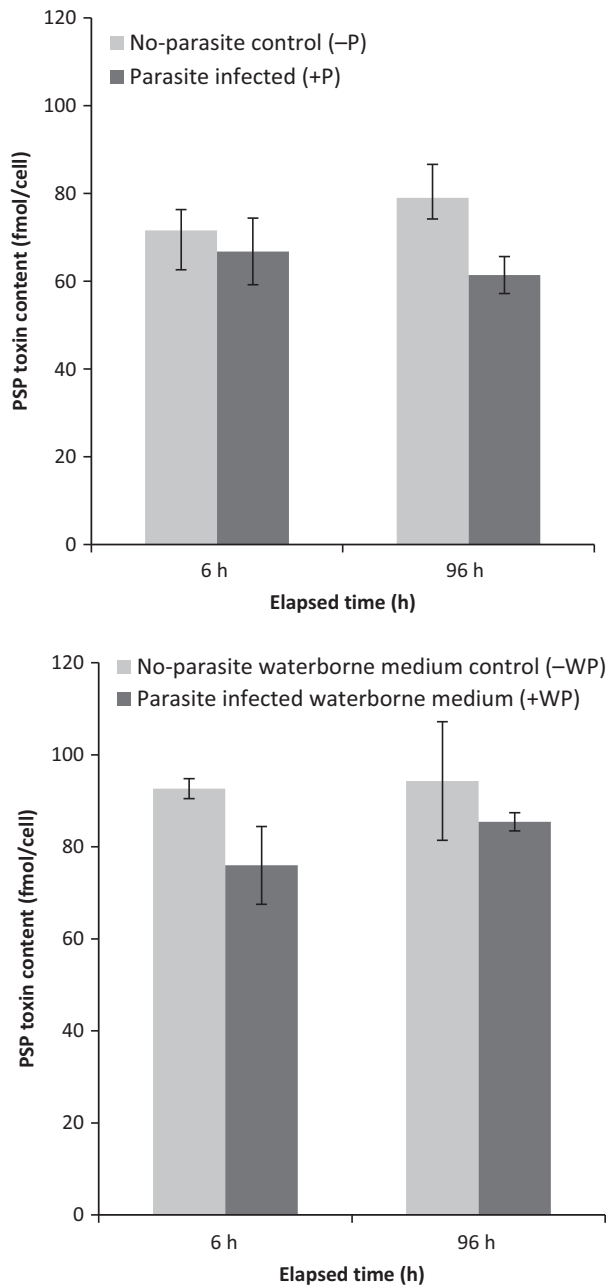 120
No-parasite control (–P)
Parasite infected (+P)
100
80
60
40
20
0
PSP toxin content (fmol/cell)
6 h 96 h
Elapsed time (h)
120
No-parasite waterborne medium control (–WP)
Parasite infected waterborne medium (+WP)
100
80
60
40
20
0
PSP toxin content (fmol/cell)
6 h 96 h
Elapsed time (h)